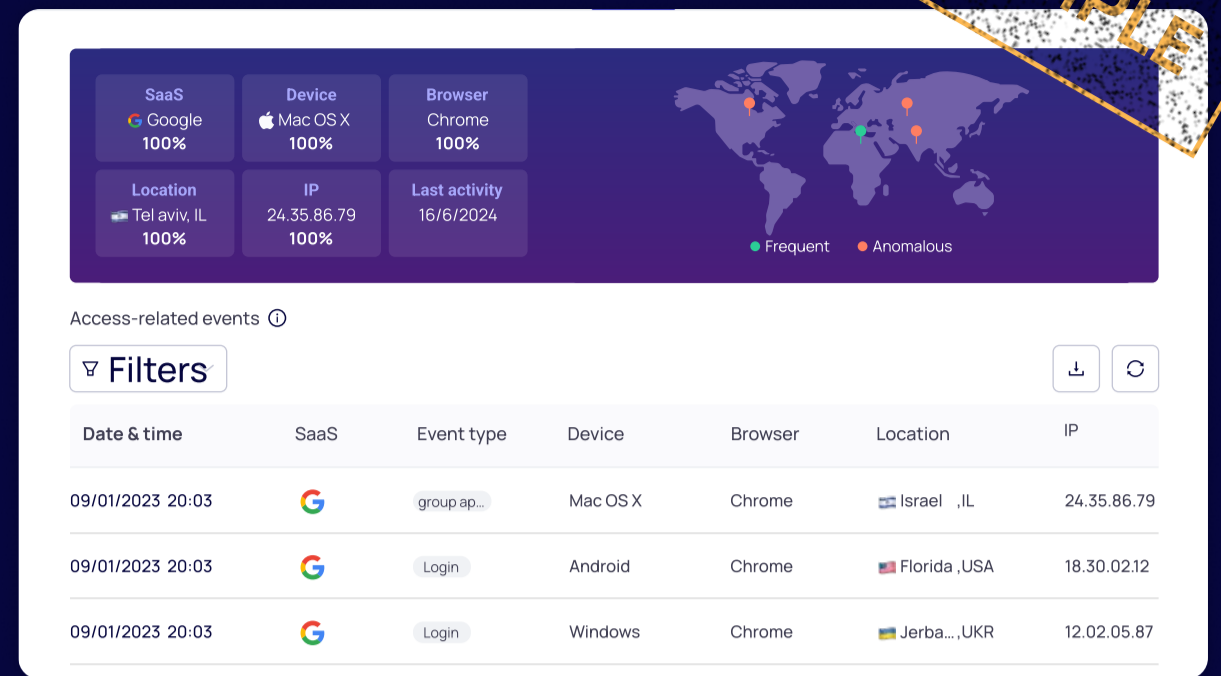 SaaS Device Browser
Google Mac OS X Chrome
100% 100% 100%
Location IP Last activity
Tel aviv, IL 24.35.86.79 16/6/2024
100% 100%
Frequent Anomalous
Access-related events
Filters
Date & time SaaS Event type Device Browser Location IP
09/01/2023 20:03 group ap... Mac OS X Chrome Israel ,IL 24.35.86.79
09/01/2023 20:03 Login Android Chrome Florida ,USA 18.30.02.12
09/01/2023 20:03 Login Windows Chrome Jerba... ,UKR 12.02.05.87